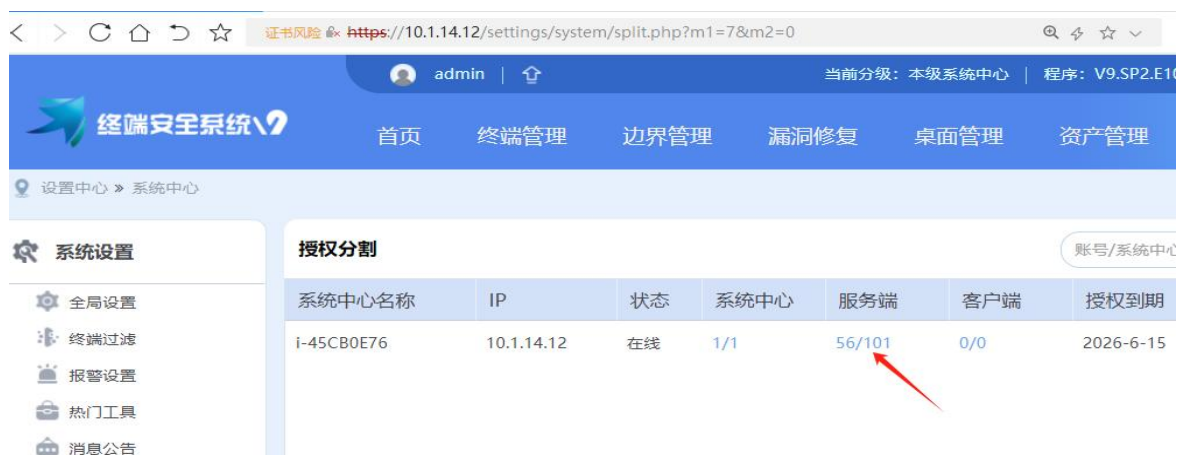 证书风险 https://10.1.14.12/settings/system/split.php?m1=7&m2=0
admin | 当前分级：本级系统中心 | 程序：V9.SP2.E10
终端安全系统V9
首页 终端管理 边界管理 漏洞修复 桌面管理 资产管理
设置中心 » 系统中心
系统设置
全局设置
终端过滤
报警设置
热门工具
消息公告
授权分割 账号/系统中心
系统中心名称 IP 状态 系统中心 服务端 客户端 授权到期
i-45CB0E76 10.1.14.12 在线 1/1 56/101 0/0 2026-6-15